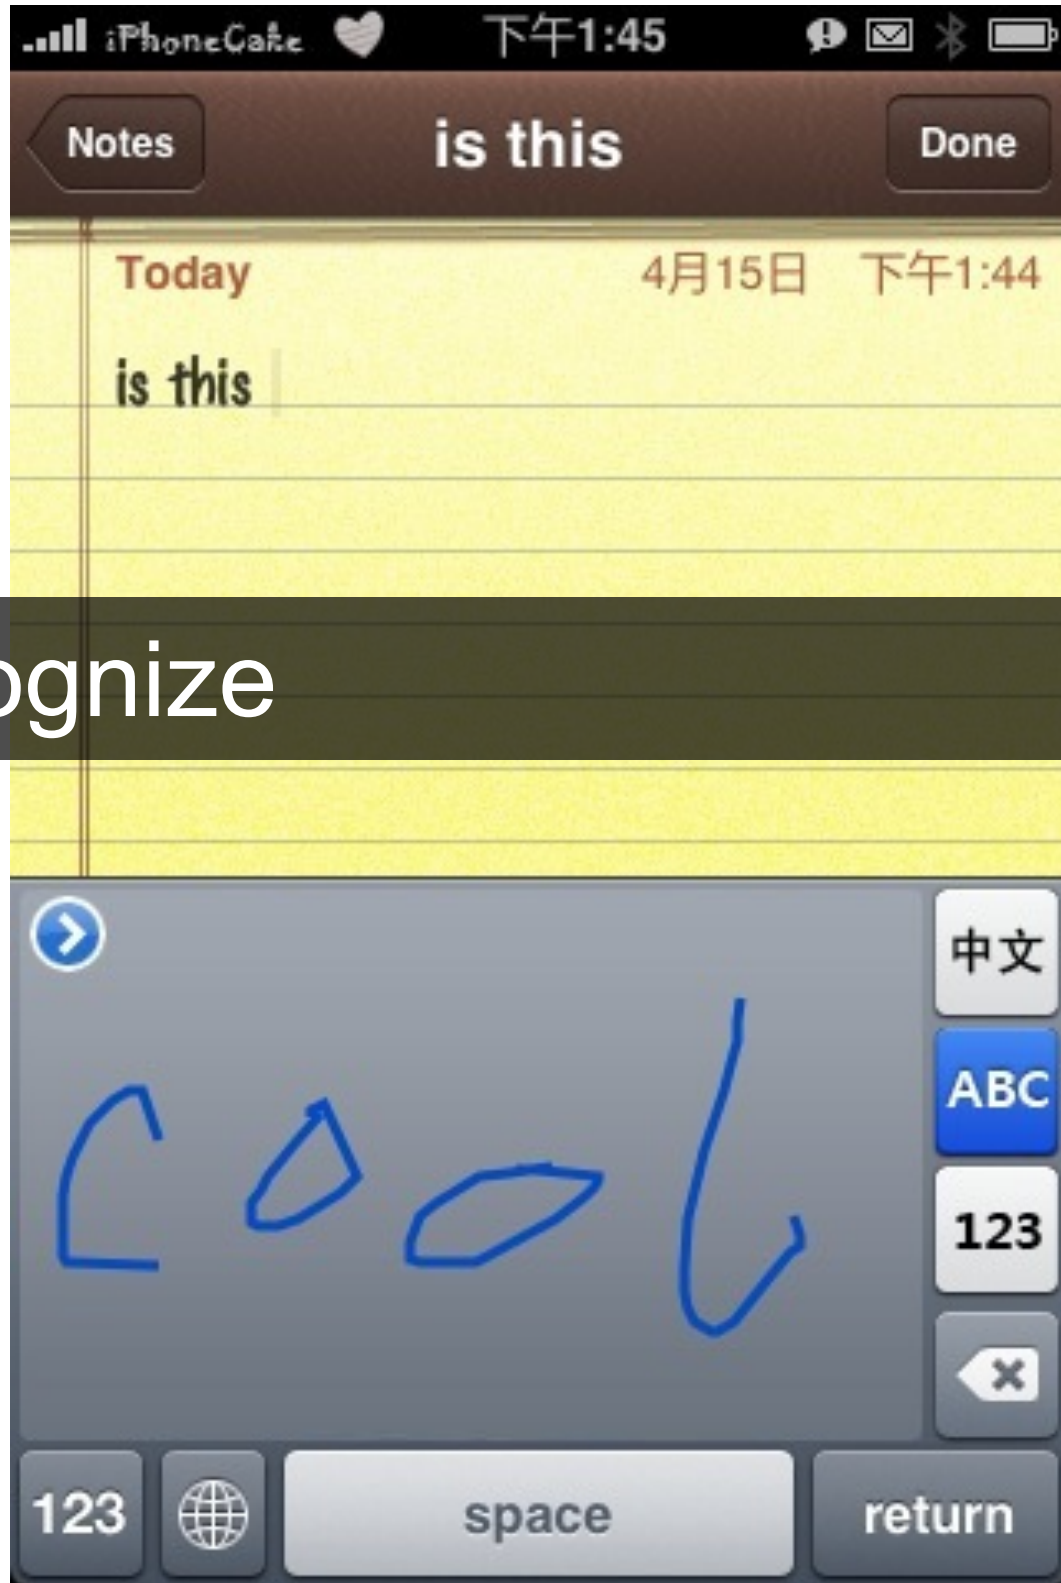 iPhoneCake 下午1:45
Notes is this Done
Today 4月15日 下午1:44
is this
ognize
中文
ABC
cool
123
123 space return